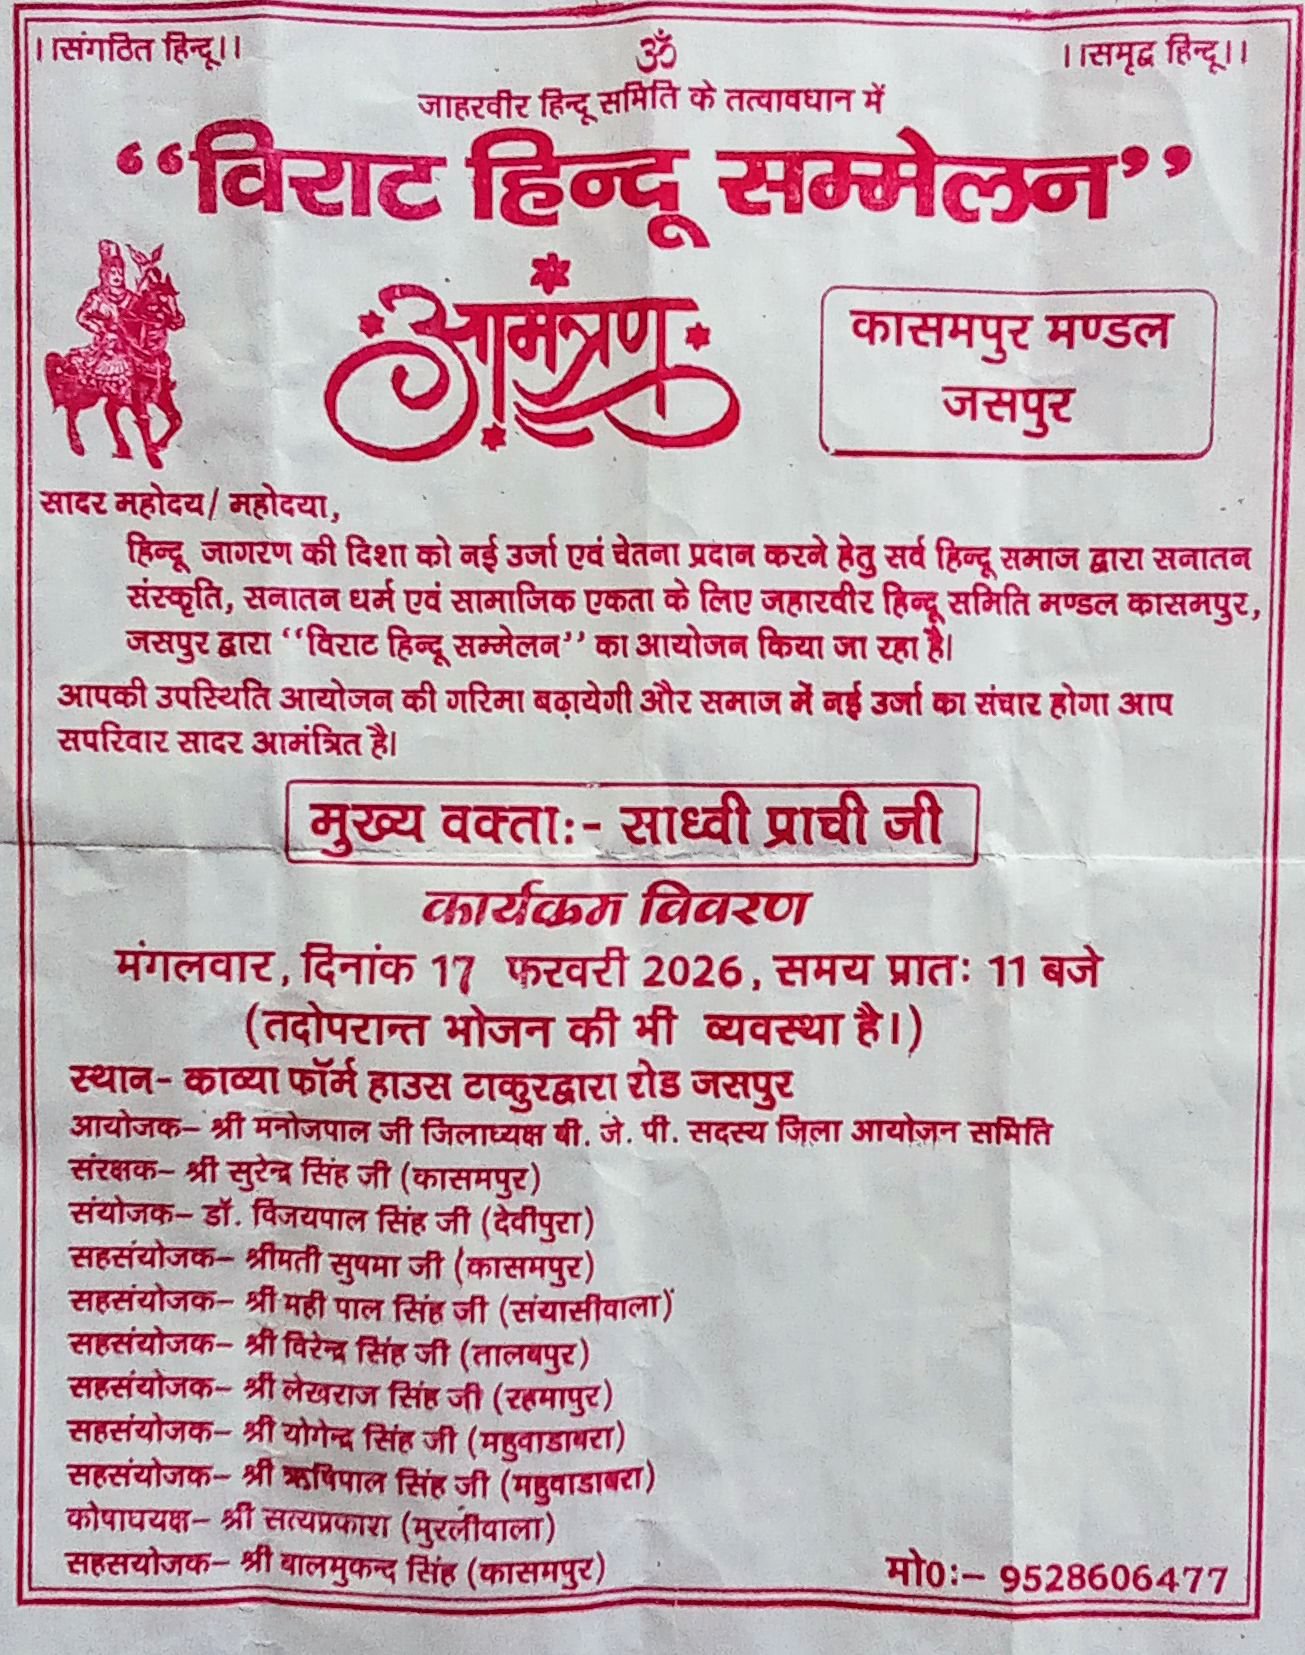 ।।संगठित हिन्दू।।
ॐ
।।समृद्व हिन्दू।।
जाहरवीर हिन्दू समिति के तत्वावधान में
“विराट हिन्दू सम्मेलन”
आमंत्रण
कासमपुर मण्डल
जसपुर
सादर महोदय/ महोदया,
हिन्दू जागरण की दिशा को नई उर्जा एवं चेतना प्रदान करने हेतु सर्व हिन्दू समाज द्वारा सनातन
संस्कृति, सनातन धर्म एवं सामाजिक एकता के लिए जहारवीर हिन्दू समिति मण्डल कासमपुर,
जसपुर द्वारा “विराट हिन्दू सम्मेलन” का आयोजन किया जा रहा है।
आपकी उपस्थिति आयोजन की गरिमा बढ़ायेगी और समाज में नई उर्जा का संचार होगा आप
सपरिवार सादर आमंत्रित है।
मुख्य वक्ताः- साध्वी प्राची जी
कार्यक्रम विवरण
मंगलवार, दिनांक 17 फरवरी 2026, समय प्रातः 11 बजे
(तदोपरान्त भोजन की भी व्यवस्था है।)
स्थान- काव्या फॉर्म हाउस टाकुरद्वारा रोड जसपुर
आयोजक– श्री मनोजपाल जी जिलाध्यक्ष बी. जे. पी. सदस्य जिला आयोजन समिति
संरक्षक– श्री सुरेन्द्र सिंह जी (कासमपुर)
संयोजक– डॉ. विजयपाल सिंह जी (देवीपुरा)
सहसंयोजक– श्रीमती सुषमा जी (कासमपुर)
सहसंयोजक– श्री मही पाल सिंह जी (संयासीवाला)
सहसंयोजक– श्री विरेन्द्र सिंह जी (तालबपुर)
सहसंयोजक– श्री लेखराज सिंह जी (रहमापुर)
सहसंयोजक– श्री योगेन्द्र सिंह जी (महुवाडाबरा)
सहसंयोजक– श्री ऋषिपाल सिंह जी (महुवाडाबरा)
कोषाघयक्ष– श्री सत्यप्रकाश (मुरलीवाला)
सहसयोजक– श्री बालमुकन्द सिंह (कासमपुर)
मो0:– 9528606477